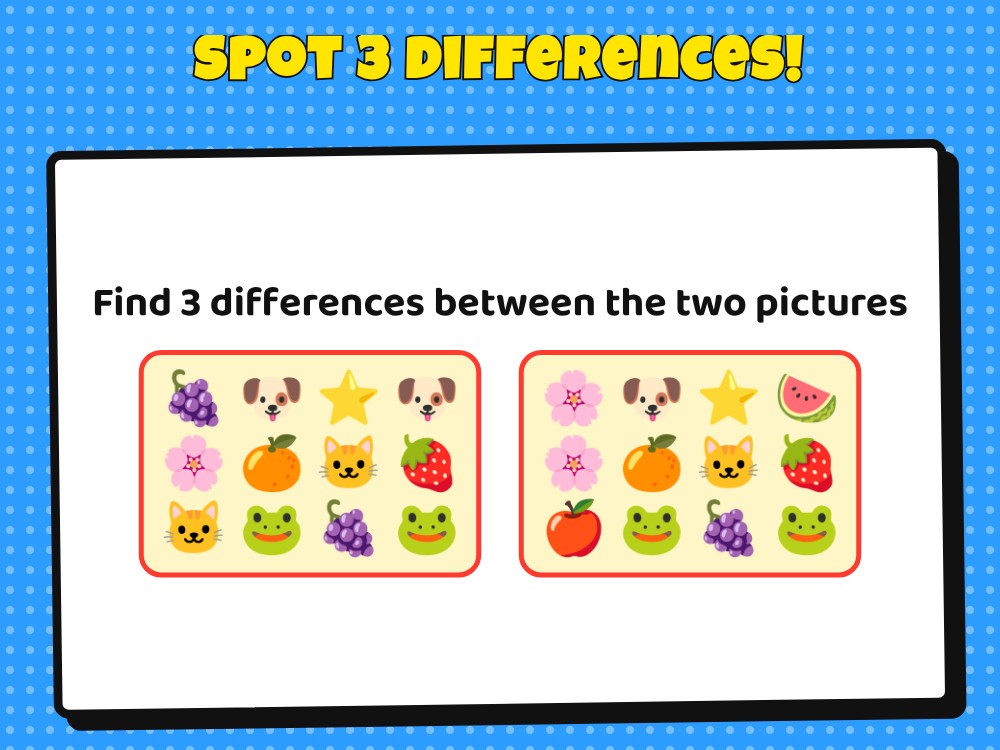 SPOT 3 DIFFERENCES!
Find 3 differences between the two pictures